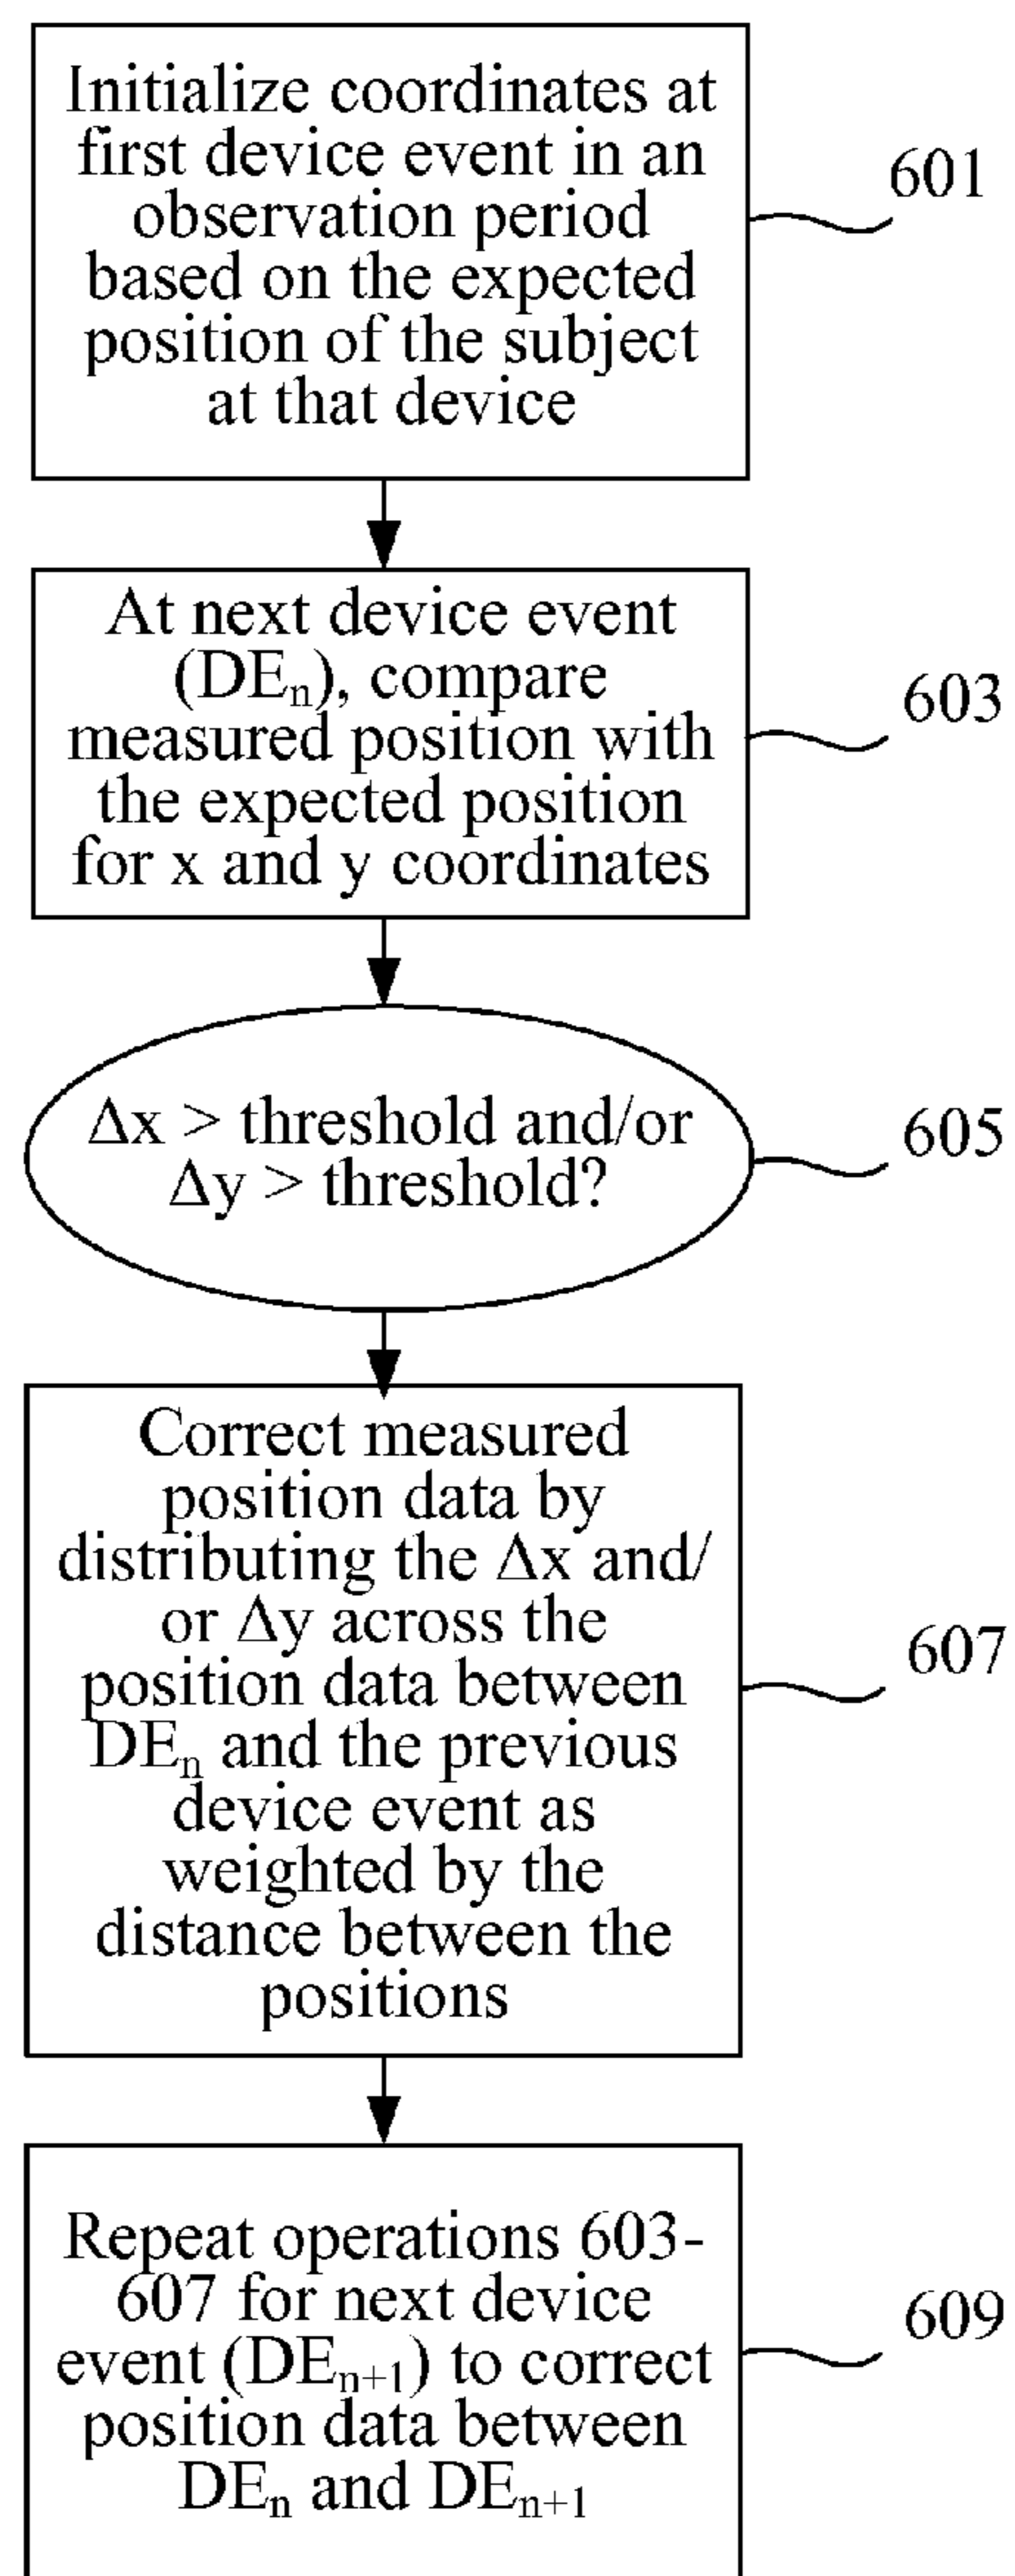 Initialize coordinates at
first device event in an
observation period
based on the expected
position of the subject
at that device
601
At next device event
(DEn), compare
measured position with
the expected position
for x and y coordinates
603
Δx > threshold and/or
Δy > threshold?
605
Correct measured
position data by
distributing the Δx and/
or Δy across the
position data between
DEn and the previous
device event as
weighted by the
distance between the
positions
607
Repeat operations 603-
607 for next device
event (DEn+1) to correct
position data between
DEn and DEn+1
609